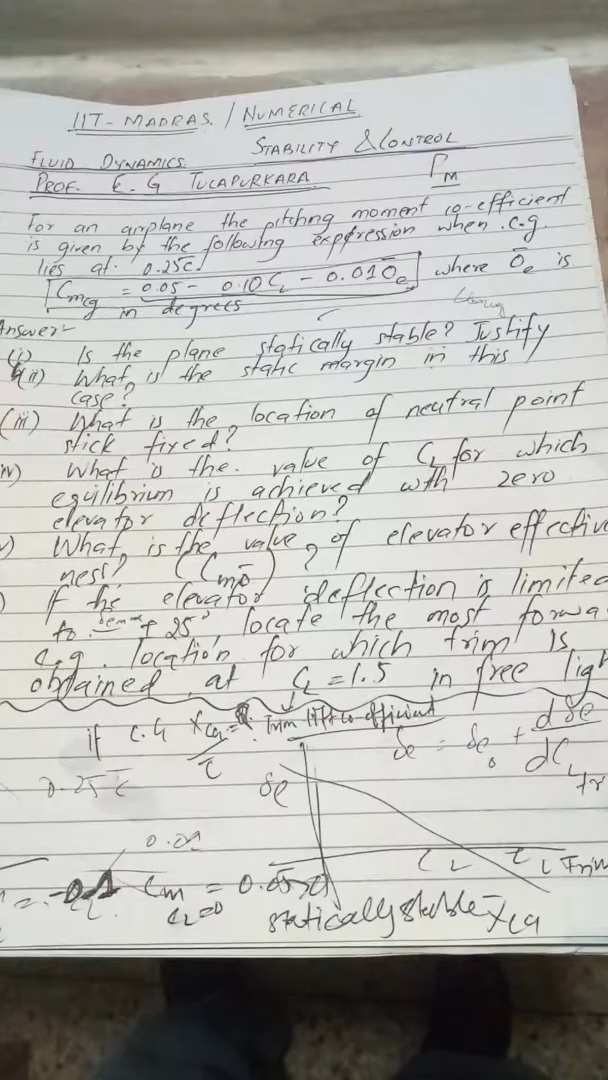 IIT-MADRAS / NUMERICAL
STABILITY & CONTROL
FLUID DYNAMICS
PROF. E. G TULAPURKARA
For an airplane the pitching moment co-efficient
is given by the following expression when c.g.
lies at 0.25c̄.
Cmcg = 0.05 - 0.10CL - 0.01δe where δe is
in degrees
Answer:-
(i) Is the plane statically stable? Justify
(ii) What is the static margin in this
case?
(iii) What is the location of neutral point
stick fixed?
iv) What is the value of CL for which
equilibrium is achieved with zero
elevator deflection?
) What is the value of elevator effective
ness? (Cmδ)
) If the elevator deflection is limited
to ± 25°, locate the most forwa
c.g. location for which trim is
obtained at CL = 1.5 in free
if C.G Xcg = Trim lift co-efficient
c̄
δe = δe0 + dδe
dCL
0.25c̄
δe
CL CL Trim
Cm = 0.05 > 0
CL=0
statically stable Xcg